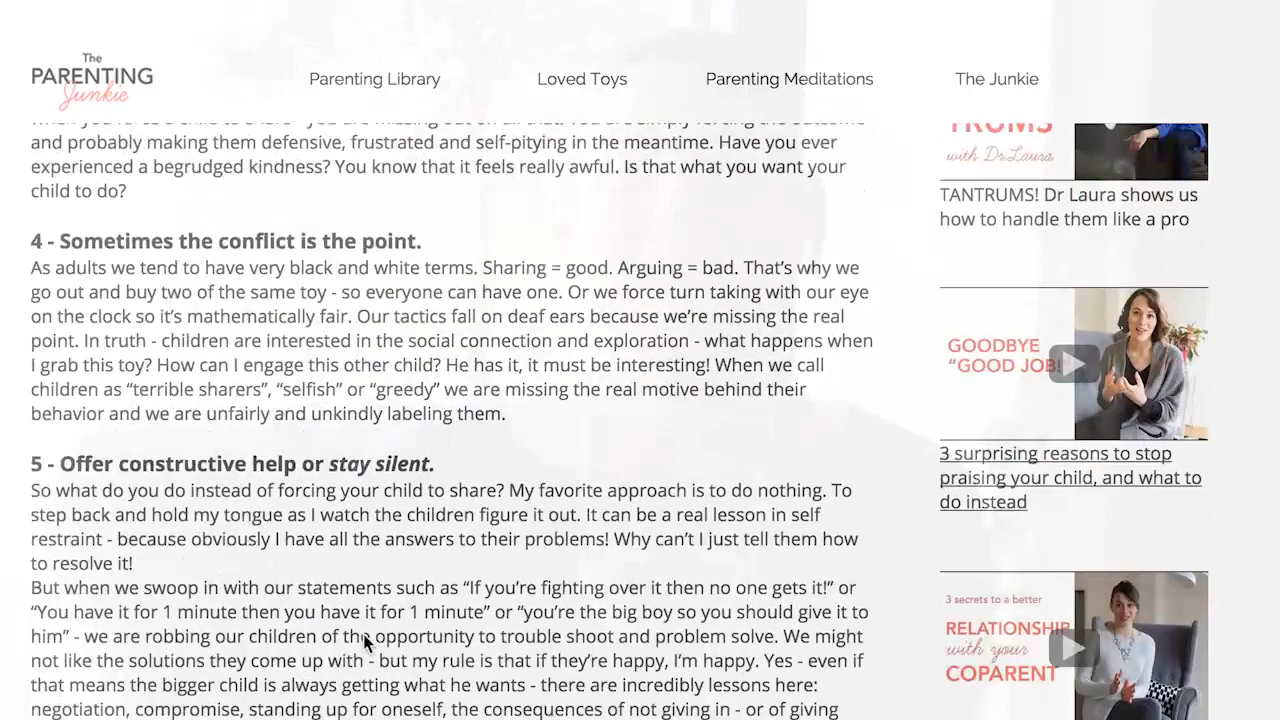 The
PARENTING
Junkie
Parenting Library
Loved Toys
Parenting Meditations
The Junkie
and probably making them defensive, frustrated and self-pitying in the meantime. Have you ever
experienced a begrudged kindness? You know that it feels really awful. Is that what you want your
child to do?
4 - Sometimes the conflict is the point.
As adults we tend to have very black and white terms. Sharing = good. Arguing = bad. That’s why we
go out and buy two of the same toy - so everyone can have one. Or we force turn taking with our eye
on the clock so it’s mathematically fair. Our tactics fall on deaf ears because we’re missing the real
point. In truth - children are interested in the social connection and exploration - what happens when
I grab this toy? How can I engage this other child? He has it, it must be interesting! When we call
children as “terrible sharers”, “selfish” or “greedy” we are missing the real motive behind their
behavior and we are unfairly and unkindly labeling them.
5 - Offer constructive help or stay silent.
So what do you do instead of forcing your child to share? My favorite approach is to do nothing. To
step back and hold my tongue as I watch the children figure it out. It can be a real lesson in self
restraint - because obviously I have all the answers to their problems! Why can’t I just tell them how
to resolve it!
But when we swoop in with our statements such as “If you’re fighting over it then no one gets it!” or
“You have it for 1 minute then you have it for 1 minute” or “you’re the big boy so you should give it to
him” - we are robbing our children of the opportunity to trouble shoot and problem solve. We might
not like the solutions they come up with - but my rule is that if they’re happy, I’m happy. Yes - even if
that means the bigger child is always getting what he wants - there are incredibly lessons here:
negotiation, compromise, standing up for oneself, the consequences of not giving in - or of giving
TRUMS
with Dr.Laura
TANTRUMS! Dr Laura shows us
how to handle them like a pro
GOODBYE
“GOOD JOB!”
3 surprising reasons to stop
praising your child, and what to
do instead
3 secrets to a better
RELATIONSHIP
with your
COPARENT